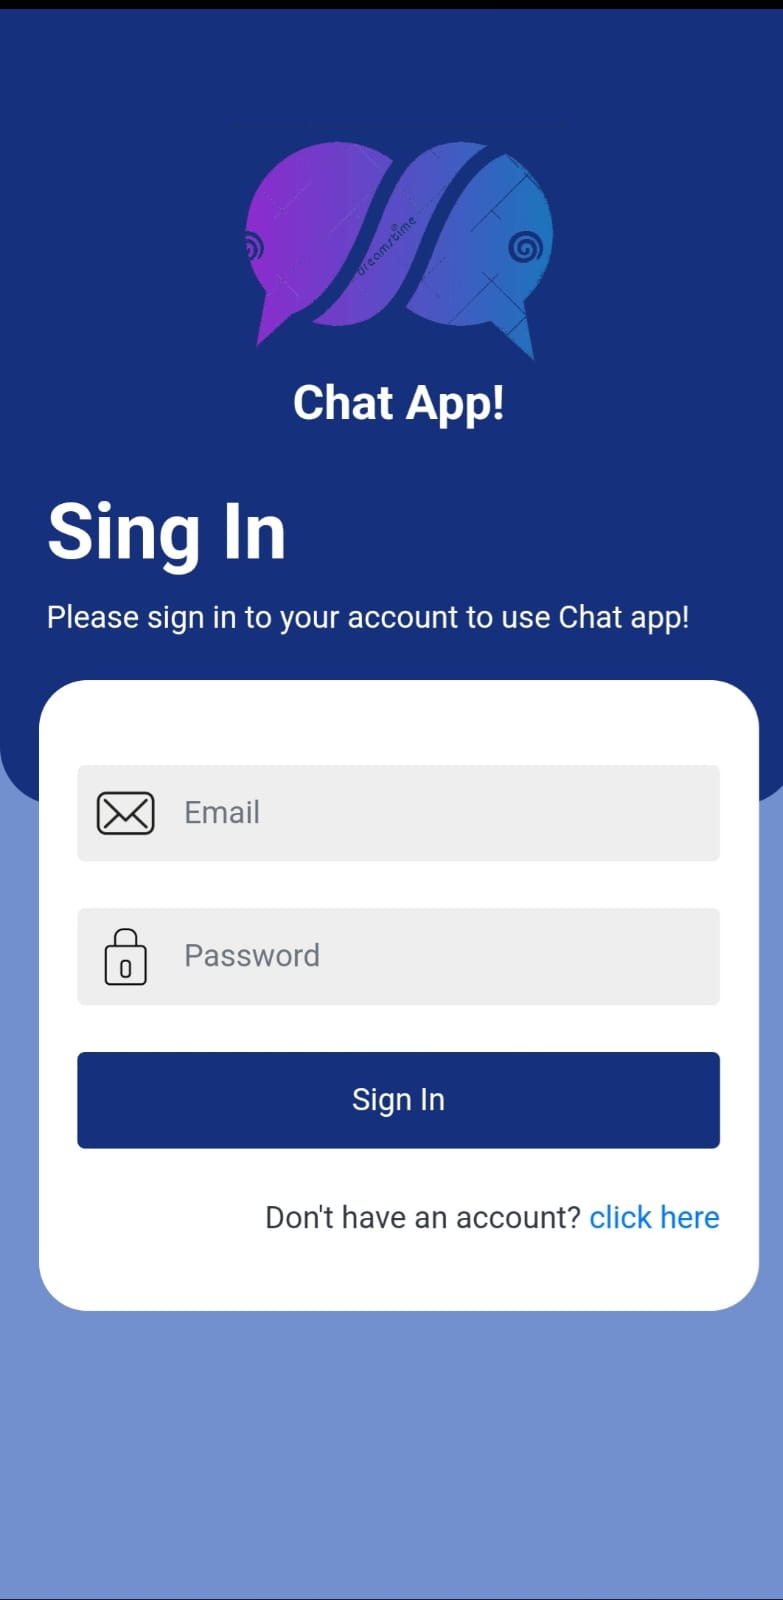 dreamstime
Chat App!
Sing In
Please sign in to your account to use Chat app!
Email
Password
Sign In
Don't have an account? click here